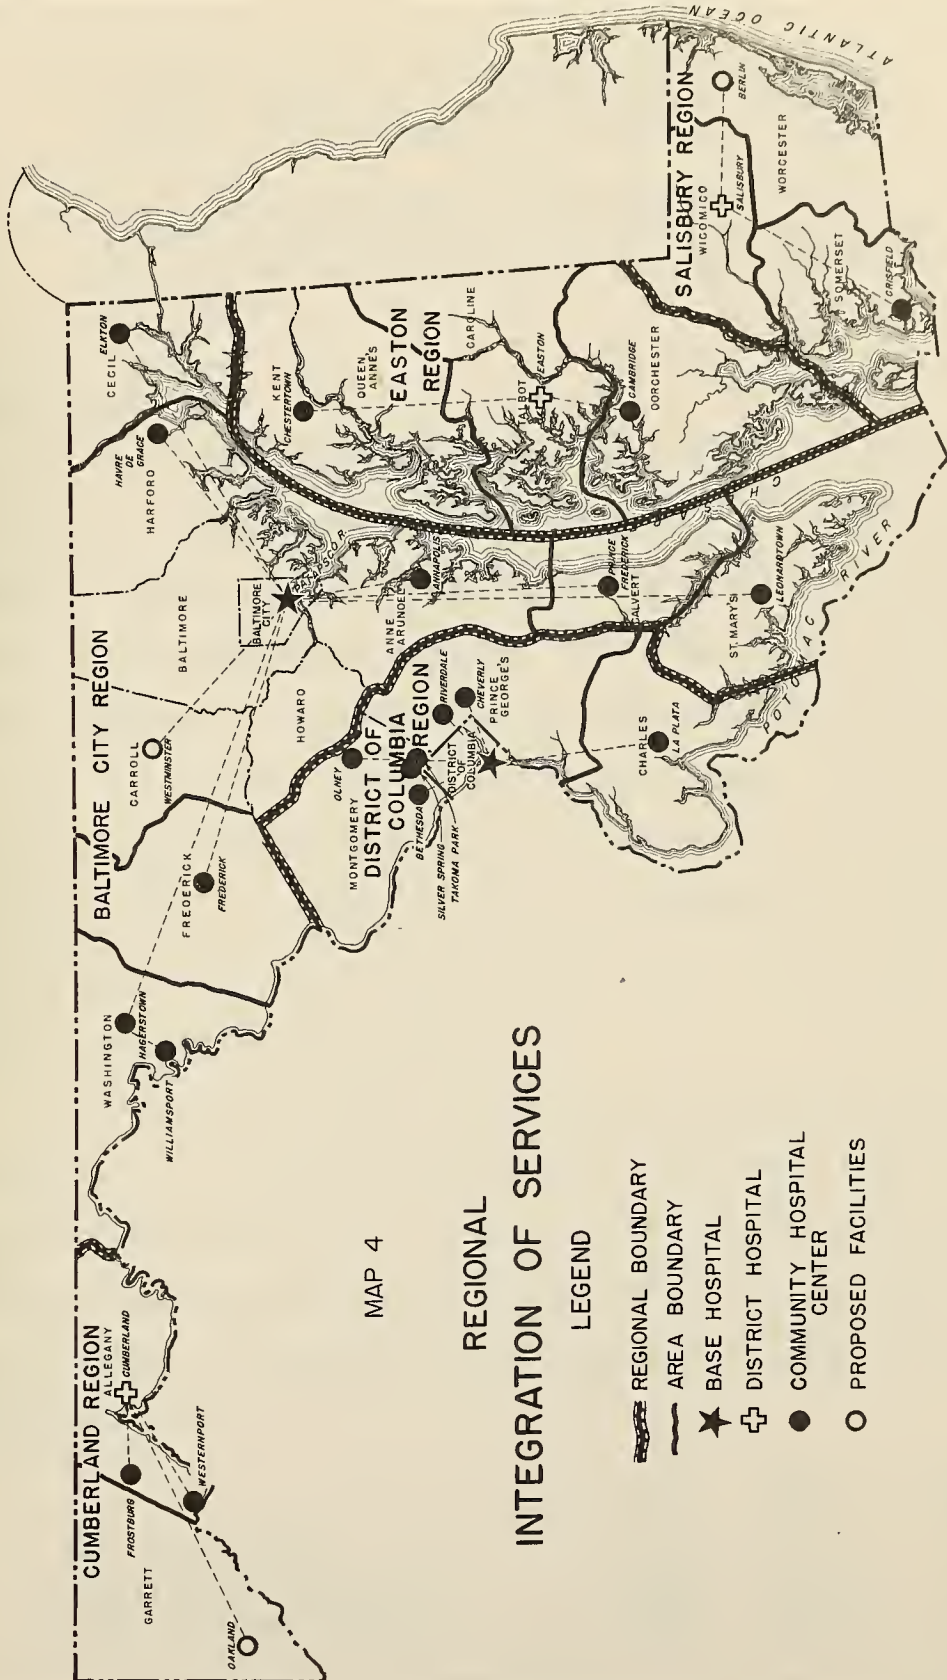 MAP 4
REGIONAL
INTEGRATION OF SERVICES
LEGEND
REGIONAL BOUNDARY
AREA BOUNDARY
BASE HOSPITAL
DISTRICT HOSPITAL
COMMUNITY HOSPITAL
CENTER
PROPOSED FACILITIES
CUMBERLAND REGION
ALLEGANY
CUMBERLAND
FROSTBURG
WESTERNPORT
GARRETT
OAKLAND
BALTIMORE CITY REGION
WASHINGTON
HAGERSTOWN
WILLIAMSPORT
FREDERICK
FREDERICK
CARROLL
WESTMINSTER
BALTIMORE
BALTIMORE
CITY
HOWARD
HARFORD
HAVRE
DE
GRACE
CECIL
ELKTON
ANNE
ARUNDEL
ANNAPOLIS
PRINCE
FREDERICK
CALVERT
ST. MARY'S
LEONARDTOWN
DISTRICT OF
COLUMBIA
REGION
MONTGOMERY
OLNEY
BETHESDA
SILVER SPRING
TAKOMA PARK
RIVERDALE
CHEVERLY
PRINCE
GEORGE'S
DISTRICT
OF
COLUMBIA
CHARLES
LA PLATA
POTOMAC RIVER
EASTON
REGION
KENT
CHESTERTOWN
QUEEN
ANNES
CAROLINE
TALBOT
EASTON
CAMBRIDGE
DORCHESTER
SALISBURY REGION
WICOMICO
SALISBURY
BERLIN
WORCESTER
SOMERSET
CRISFIELD
ATLANTIC OCEAN